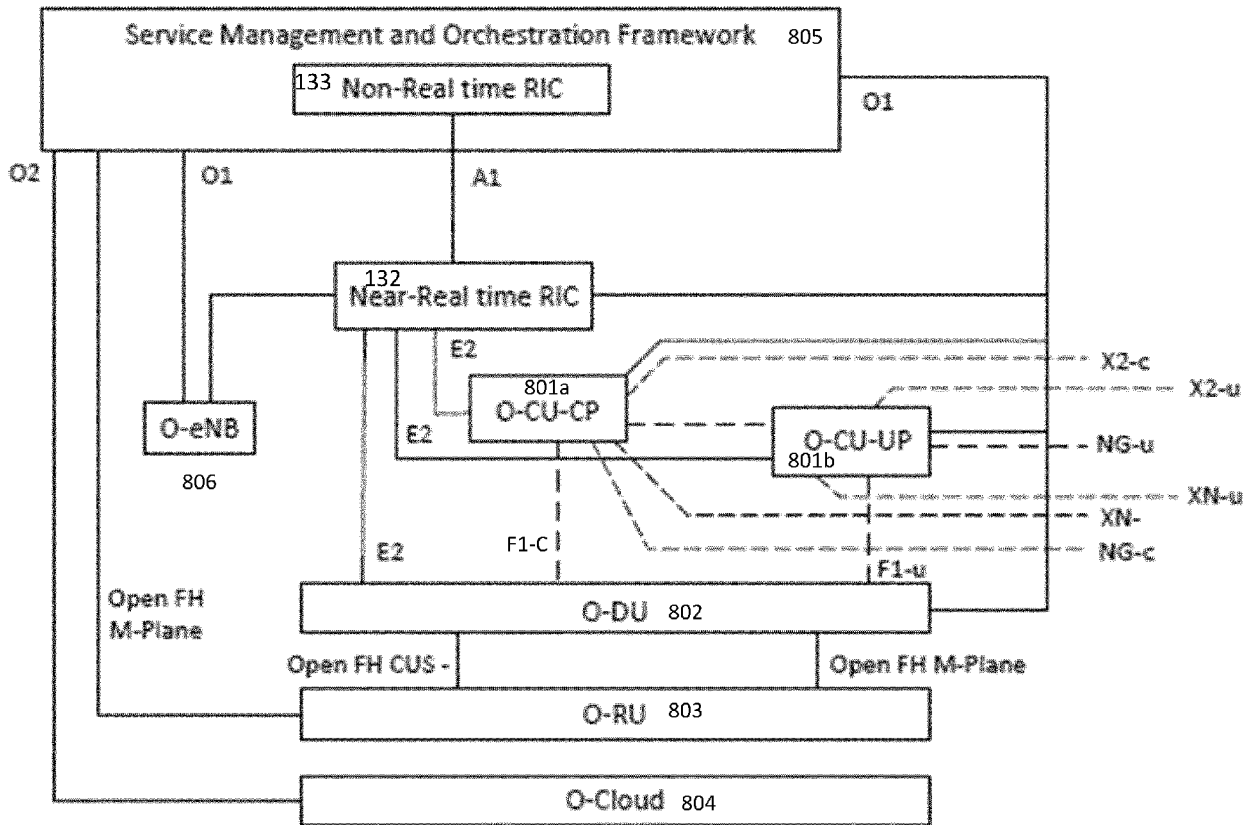 Service Management and Orchestration Framework 805
133
Non-Real time RIC
O1
O2
O1
A1
132
Near-Real time RIC
E2
801a
O-CU-CP
X2-c
X2-u
O-eNB
806
E2
O-CU-UP
801b
NG-u
XN-u
XN-
NG-c
E2
F1-C
F1-u
Open FH
M-Plane
O-DU 802
Open FH CUS -
Open FH M-Plane
O-RU 803
O-Cloud 804